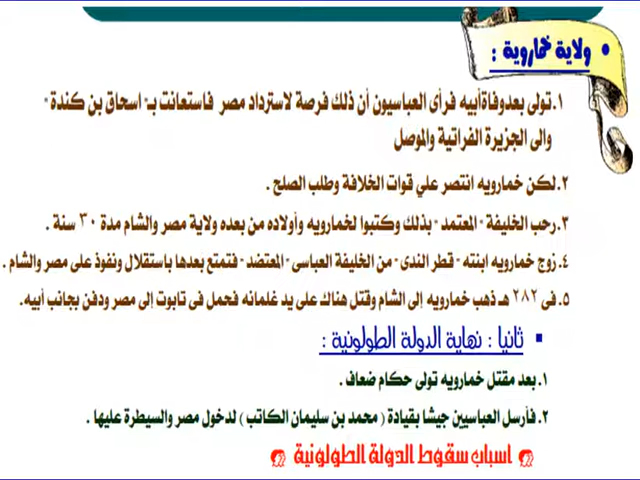 • ولاية خماروية :
١. تولى بعدوفاةأبيه فرأى العباسيون أن ذلك فرصة لاسترداد مصر فاستعانت بـ" اسحاق بن كندة"
والى الجزيرة الفراتية والموصل
٢. لكن خمارويه انتصر علي قوات الخلافة وطلب الصلح .
٣. رحب الخليفة "المعتمد" بذلك وكتبوا لخمارويه وأولاده من بعده ولاية مصر والشام مدة ٣٠ سنة .
٤. زوج خمارويه ابنته " قطر الندى " من الخليفة العباسى "المعتضد" فتمتع بعدها باستقلال ونفوذ على مصر والشام .
٥. فى ٢٨٢ هـ ذهب خمارويه إلى الشام وقتل هناك على يد غلمانه فحمل فى تابوت إلى مصر ودفن بجانب أبيه.
▪ ثانيا : نهاية الدولة الطولونية :
١. بعد مقتل خمارويه تولى حكام ضعاف .
٢. فأرسل العباسيين جيشا بقيادة ( محمد بن سليمان الكاتب ) لدخول مصر والسيطرة عليها .
اسباب سقوط الدولة الطولونية